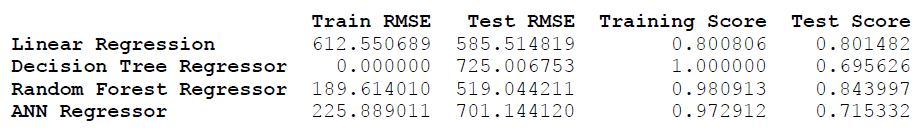 Train RMSE Test RMSE Training Score Test Score
Linear Regression 612.550689 585.514819 0.800806 0.801482
Decision Tree Regressor 0.000000 725.006753 1.000000 0.695626
Random Forest Regressor 189.614010 519.044211 0.980913 0.843997
ANN Regressor 225.889011 701.144120 0.972912 0.715332